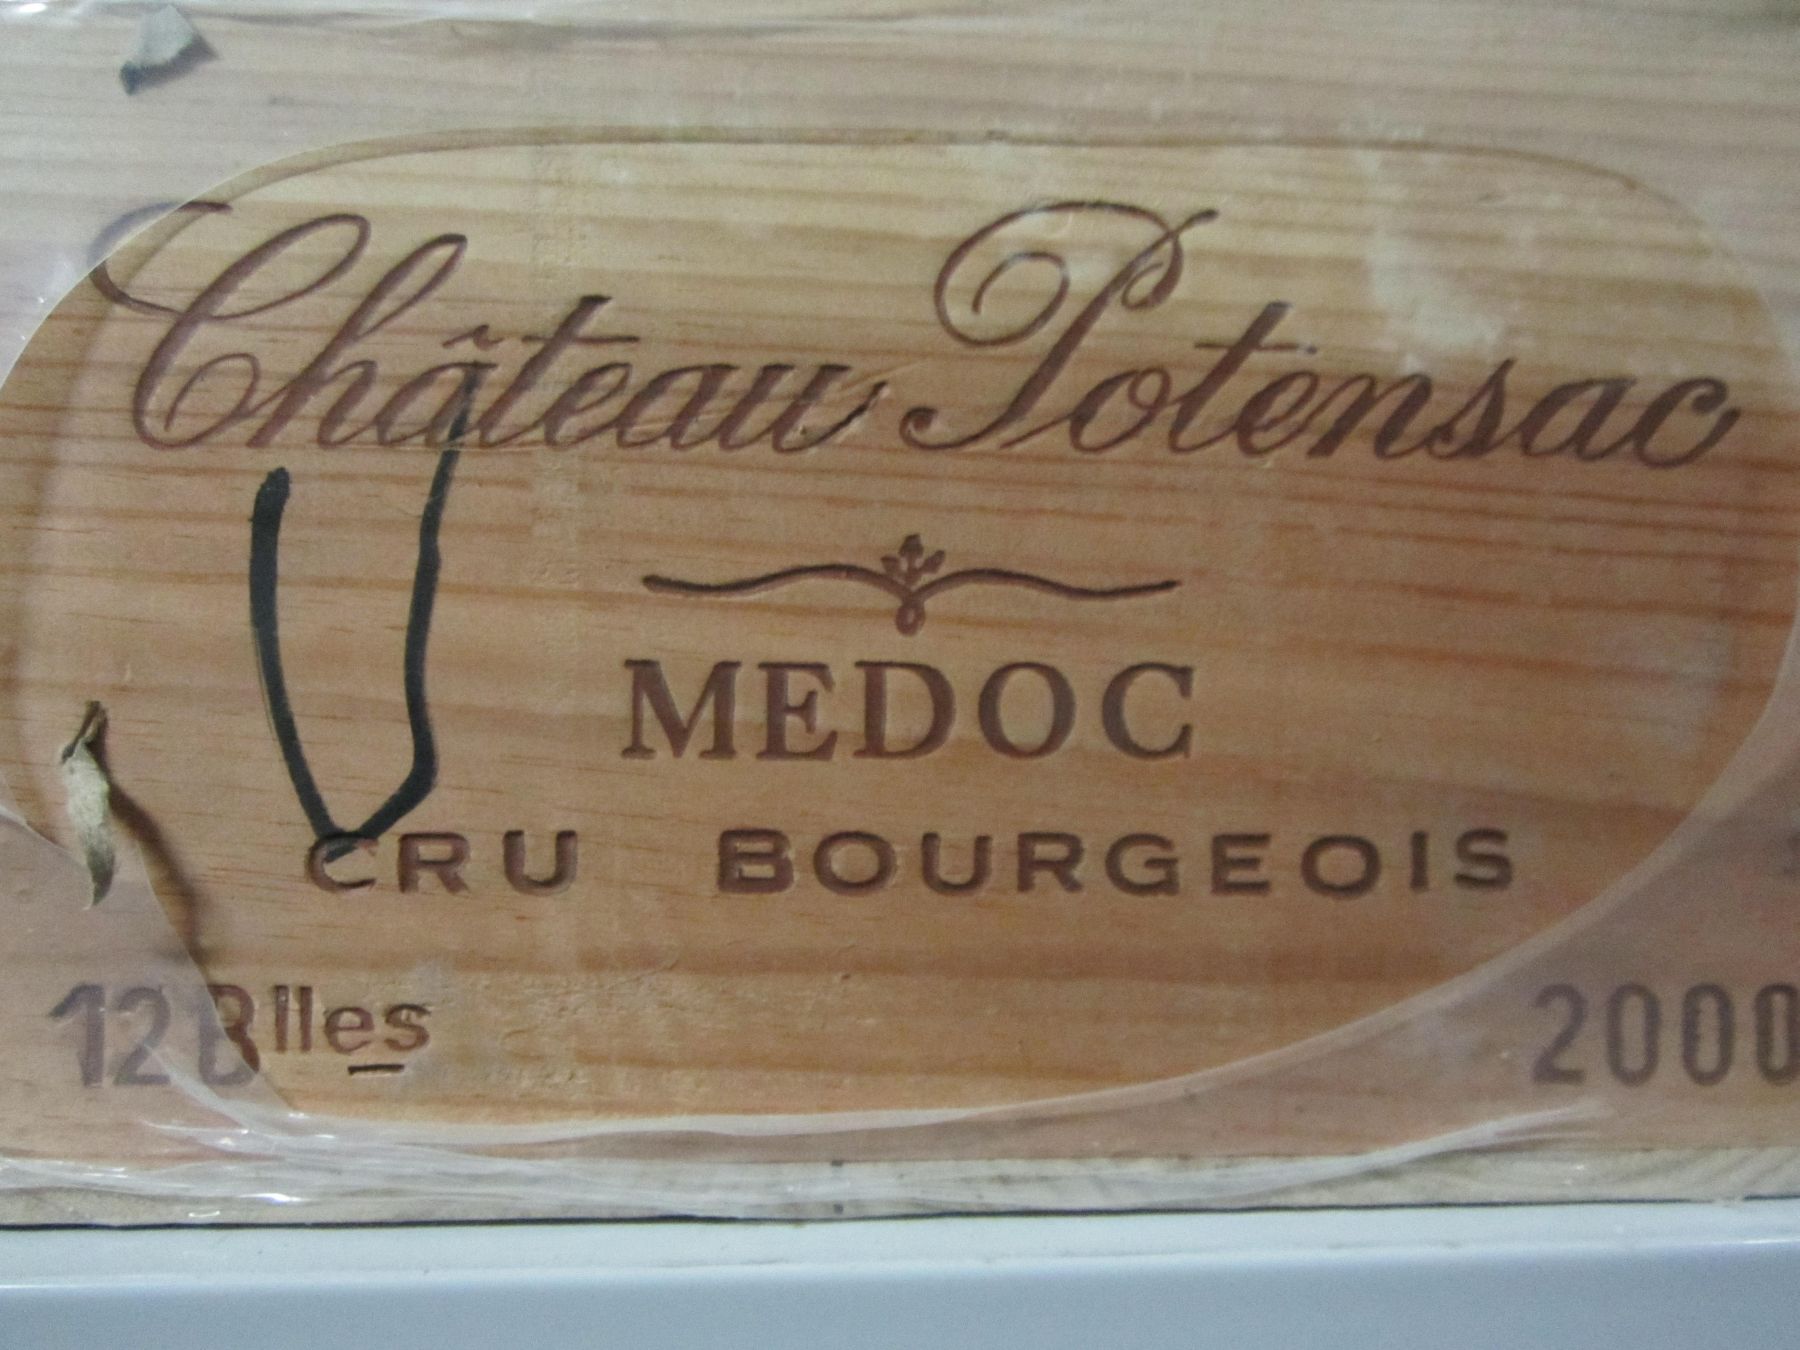 Château Potensac
MEDOC
CRU BOURGEOIS
12 Blles 2000